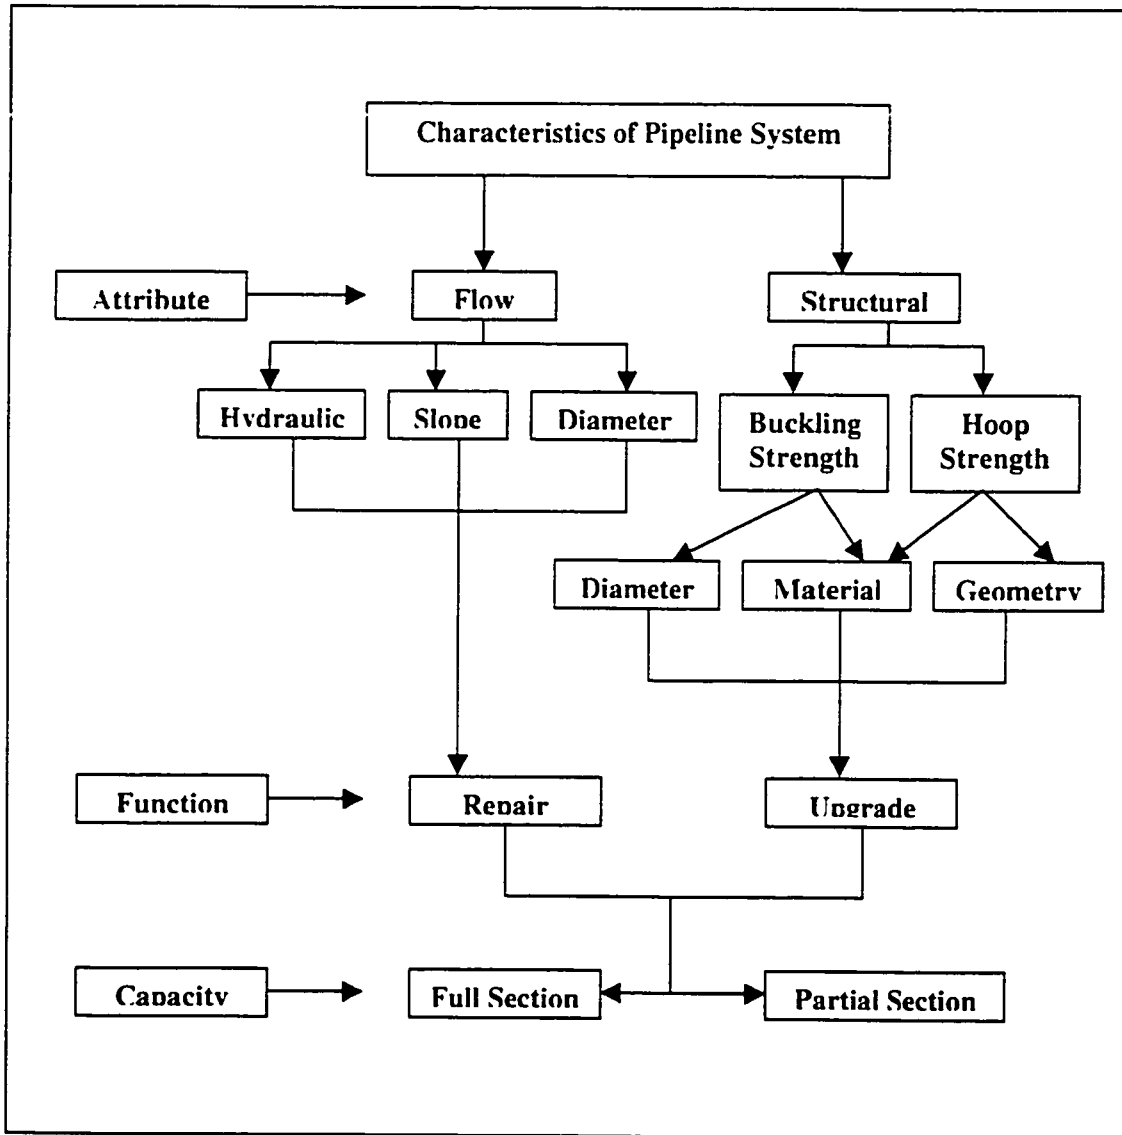 Characteristics of Pipeline System
Attribute
Flow
Structural
Hydraulic
Slope
Diameter
Buckling
Strength
Hoop
Strength
Diameter
Material
Geometry
Function
Repair
Upgrade
Capacity
Full Section
Partial Section